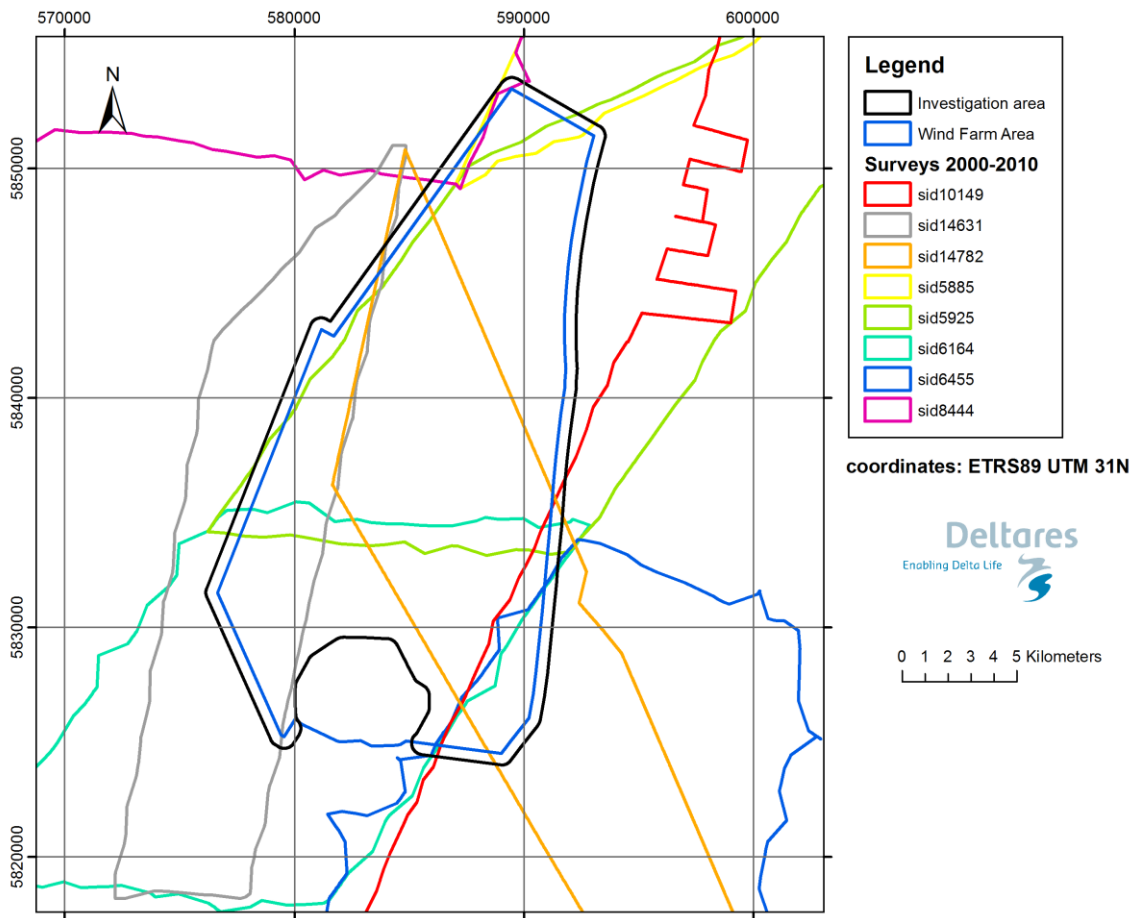 570000 580000 590000 600000
N
5850000
5840000
5830000
5820000
Legend
Investigation area
Wind Farm Area
Surveys 2000-2010
sid10149
sid14631
sid14782
sid5885
sid5925
sid6164
sid6455
sid8444
coordinates: ETRS89 UTM 31N
Deltares
Enabling Delta Life
0 1 2 3 4 5 Kilometers